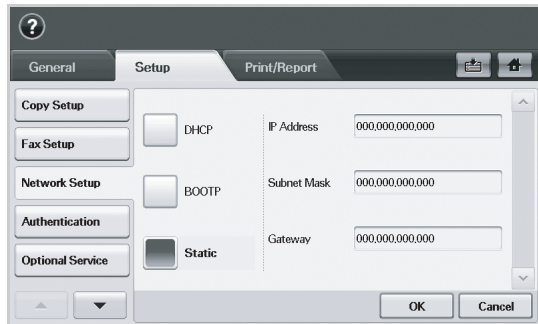 ?
General Setup Print/Report
Copy Setup
Fax Setup
Network Setup
Authentication
Optional Service
DHCP
BOOTP
Static
IP Address 000,000,000,000
Subnet Mask 000,000,000,000
Gateway 000,000,000,000
OK Cancel